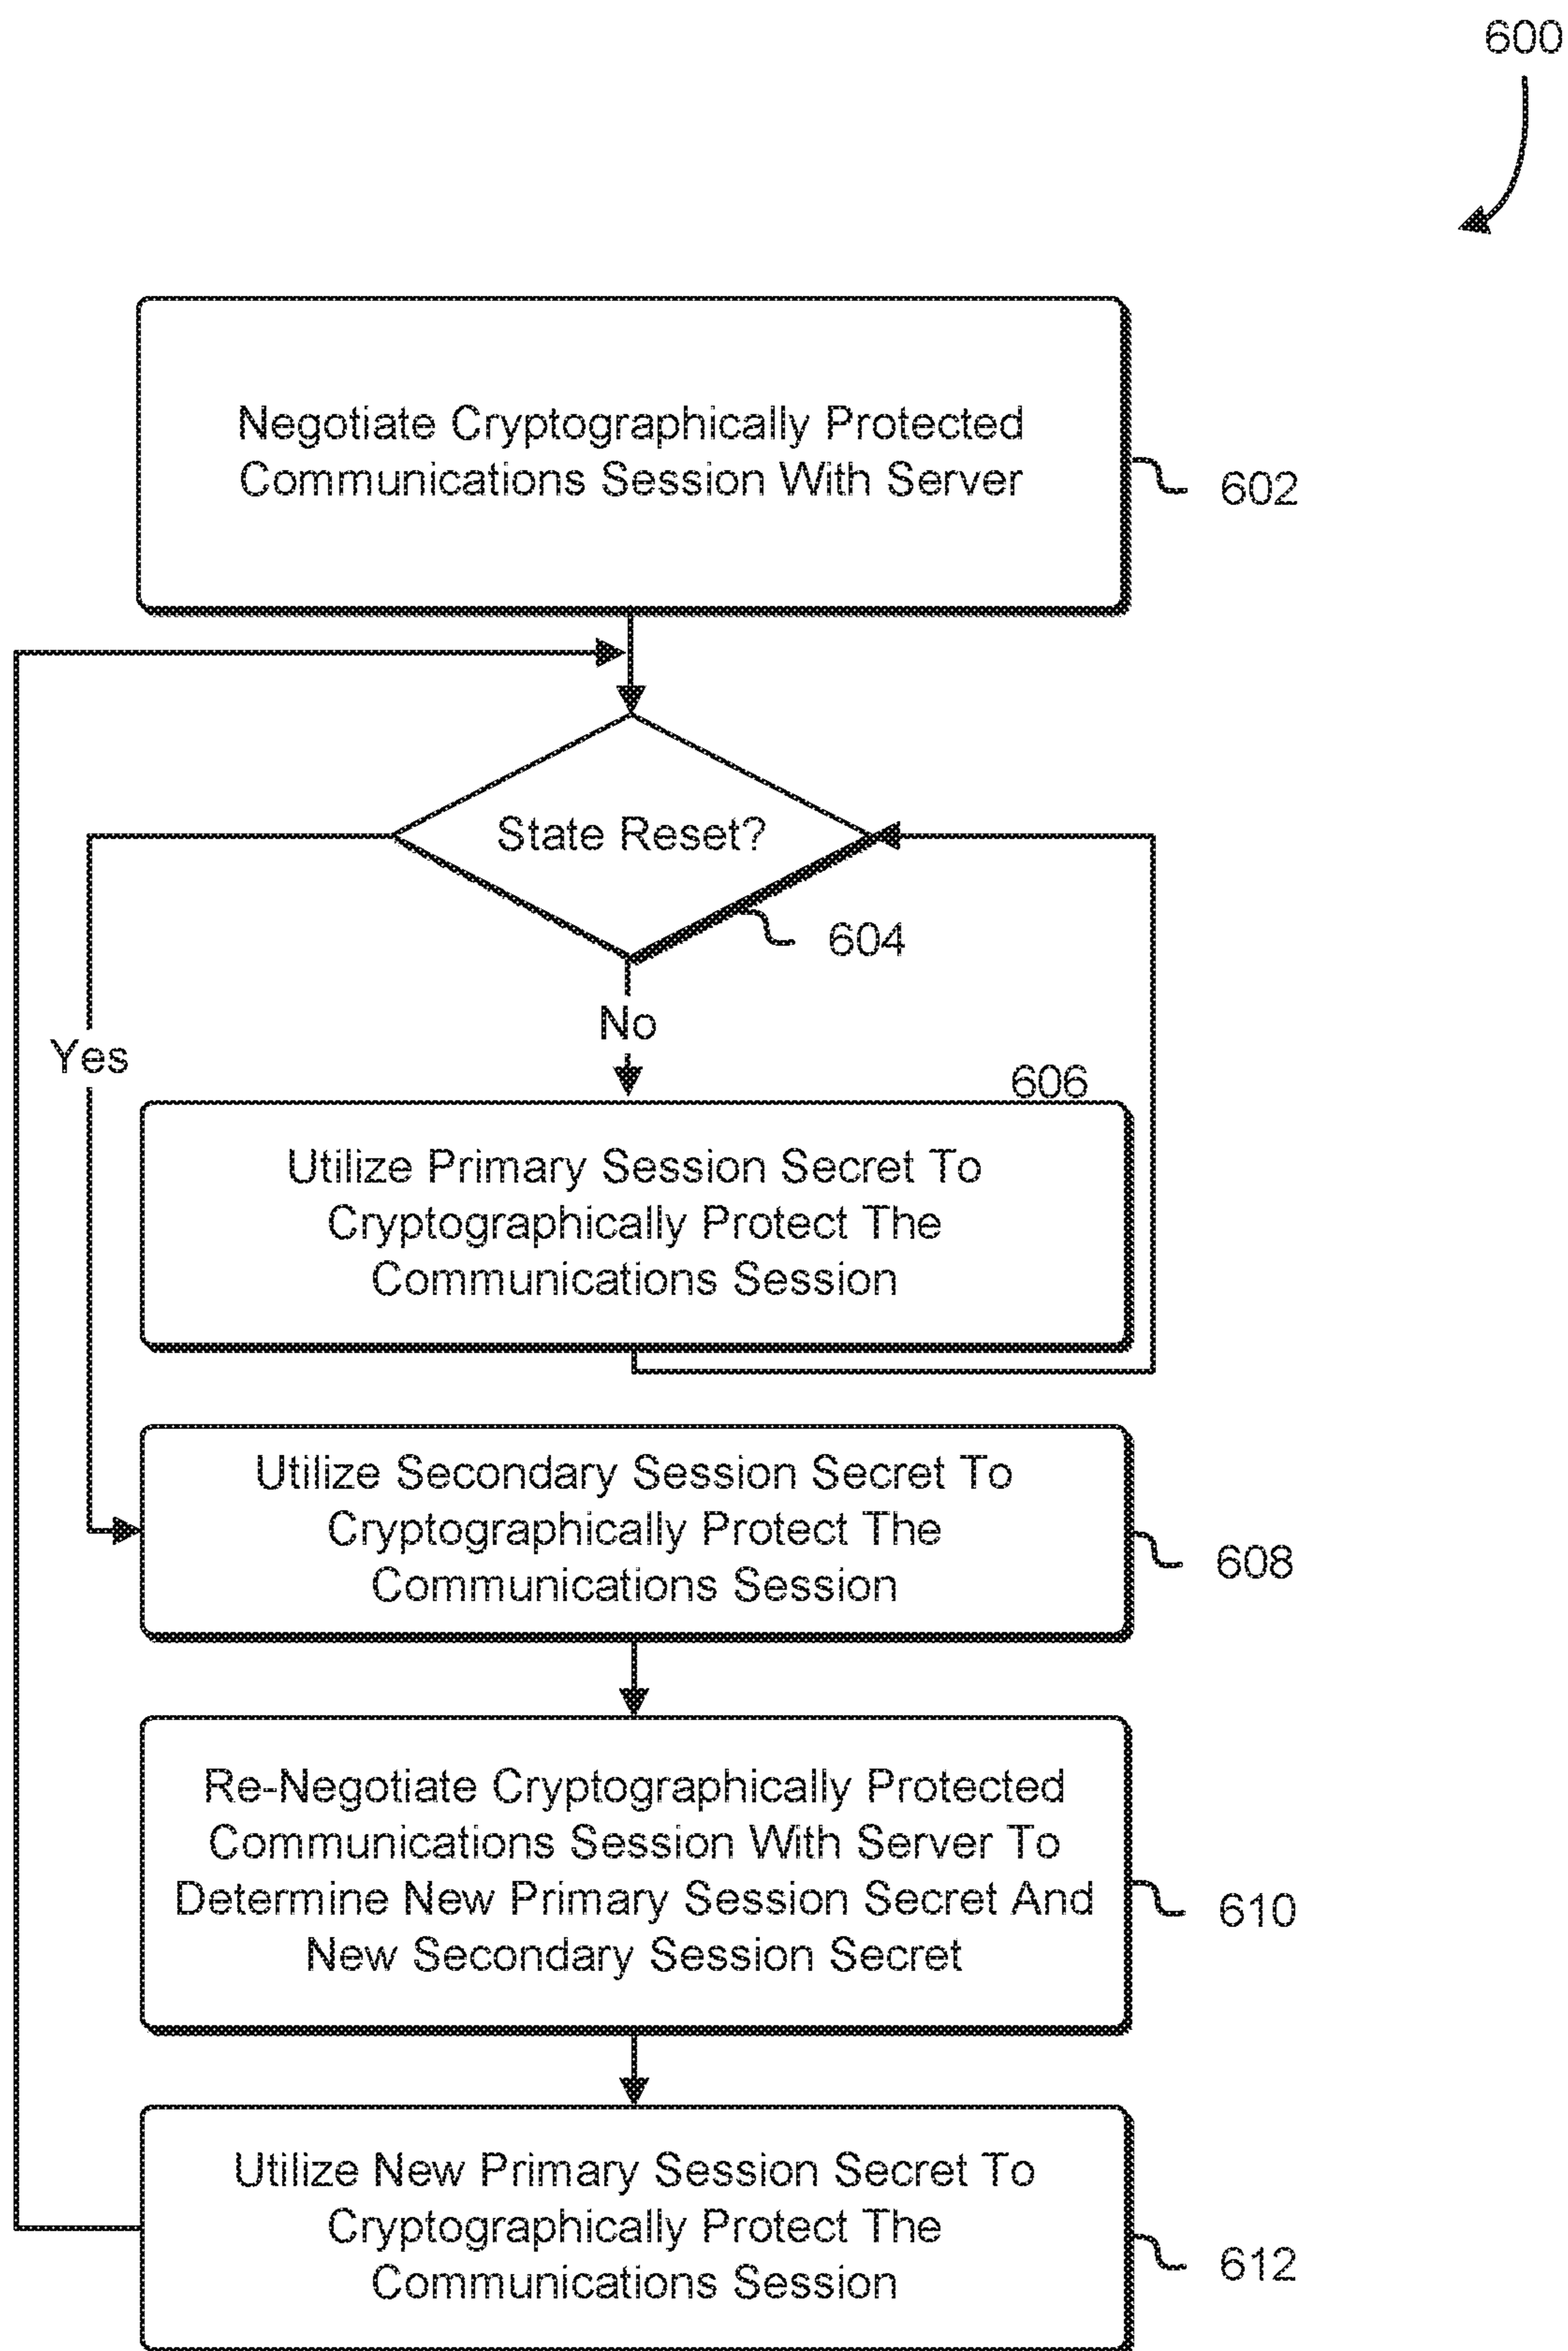 600
Negotiate Cryptographically Protected
Communications Session With Server
602
State Reset?
604
No
Yes
606
Utilize Primary Session Secret To
Cryptographically Protect The
Communications Session
Utilize Secondary Session Secret To
Cryptographically Protect The
Communications Session
608
Re-Negotiate Cryptographically Protected
Communications Session With Server To
Determine New Primary Session Secret And
New Secondary Session Secret
610
Utilize New Primary Session Secret To
Cryptographically Protect The
Communications Session
612